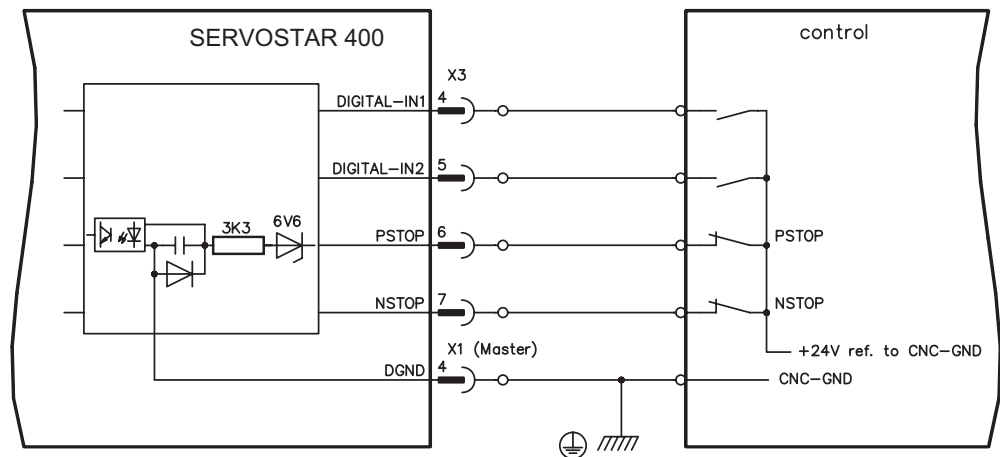 SERVOSTAR 400
control
X3
DIGITAL-IN1 4
DIGITAL-IN2 5
3K3 6V6
PSTOP 6 PSTOP
NSTOP 7 NSTOP
X1 (Master)
+24V ref. to CNC-GND
DGND 4 CNC-GND